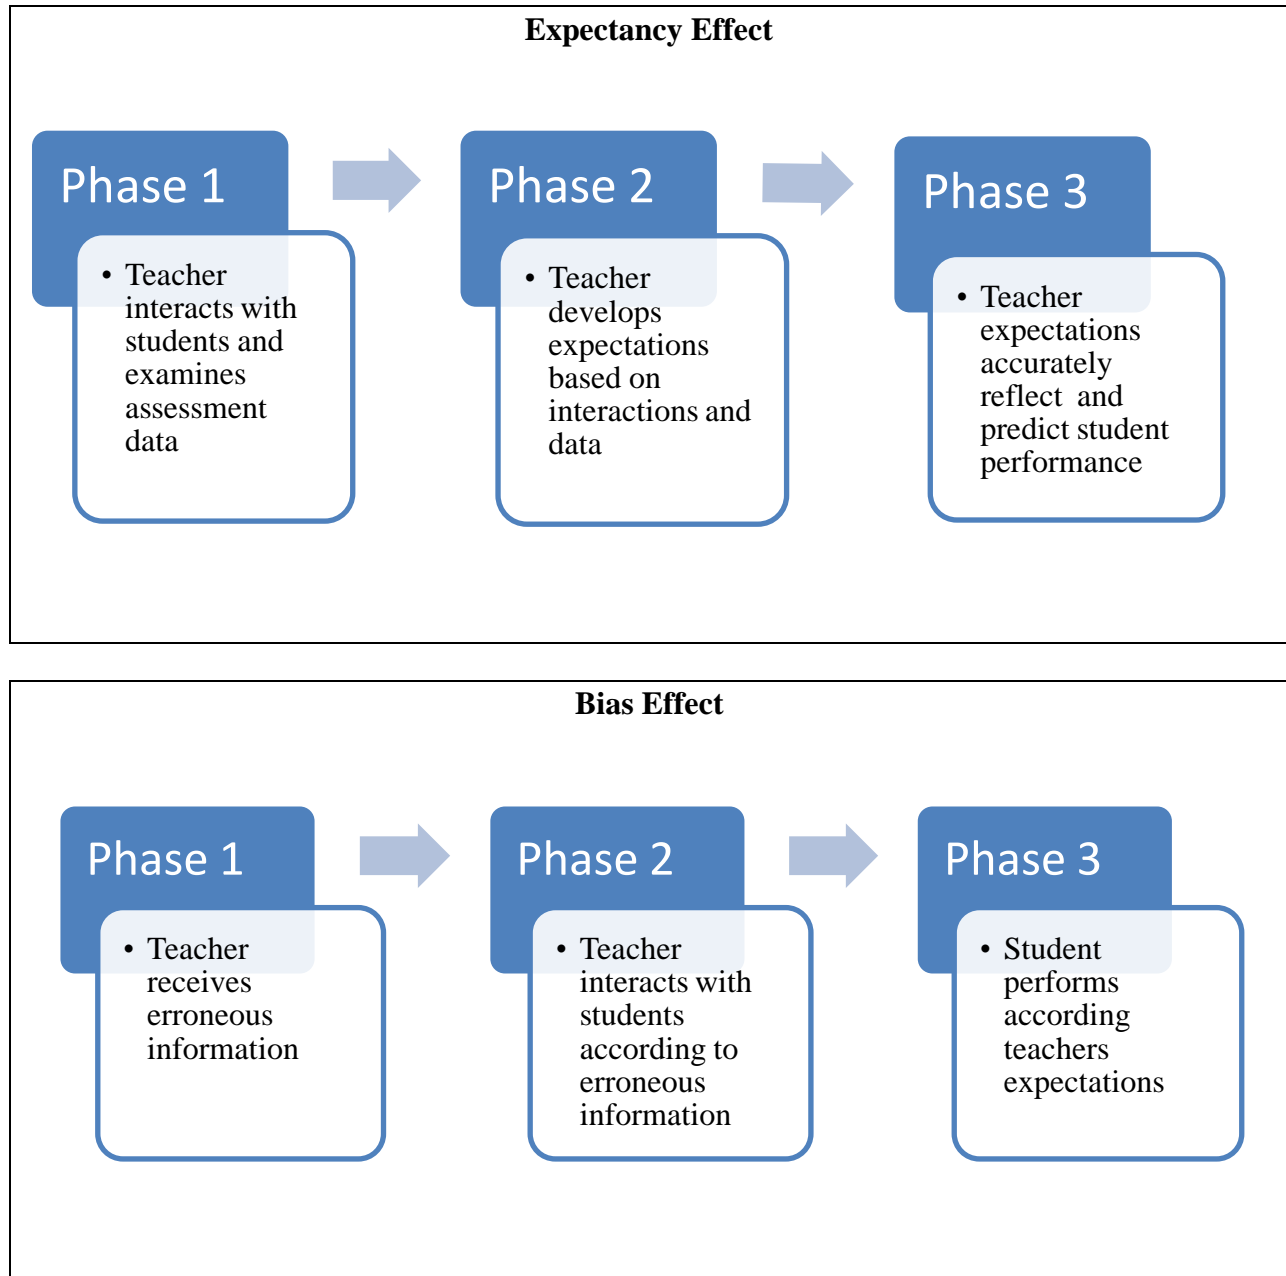 Expectancy Effect
Phase 1
• Teacher
interacts with
students and
examines
assessment
data
Phase 2
• Teacher
develops
expectations
based on
interactions and
data
Phase 3
• Teacher
expectations
accurately
reflect and
predict student
performance
Bias Effect
Phase 1
• Teacher
receives
erroneous
information
Phase 2
• Teacher
interacts with
students
according to
erroneous
information
Phase 3
• Student
performs
according
teachers
expectations